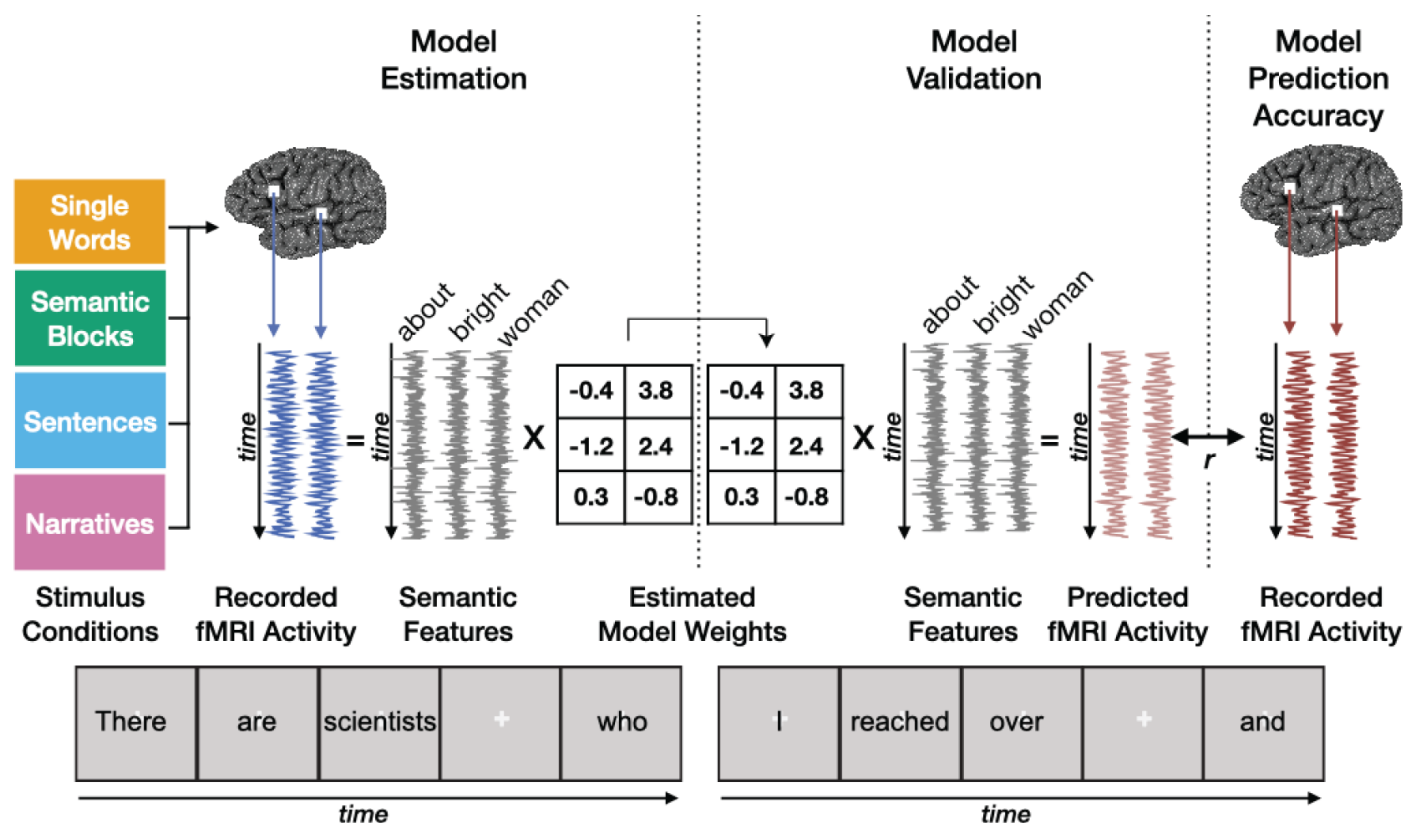 Model
Estimation
Model
Validation
Model
Prediction
Accuracy
Single
Words
Semantic
Blocks
Sentences
Narratives
about
bright
woman
about
bright
woman
time
=
time
X
-0.4 3.8
-1.2 2.4
0.3 -0.8
-0.4 3.8
-1.2 2.4
0.3 -0.8
X
time
=
time
r
time
Stimulus
Conditions
Recorded
fMRI Activity
Semantic
Features
Estimated
Model Weights
Semantic
Features
Predicted
fMRI Activity
Recorded
fMRI Activity
There are scientists + who
I reached over + and
time
time